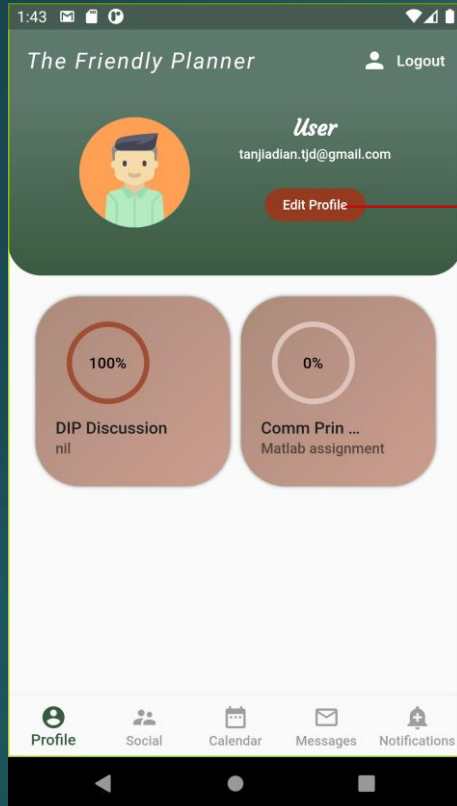 1:43
The Friendly Planner
Logout
User
tanjiadian.tjd@gmail.com
Edit Profile
100%
DIP Discussion
nil
0%
Comm Prin ...
Matlab assignment
Profile
Social
Calendar
Messages
Notifications